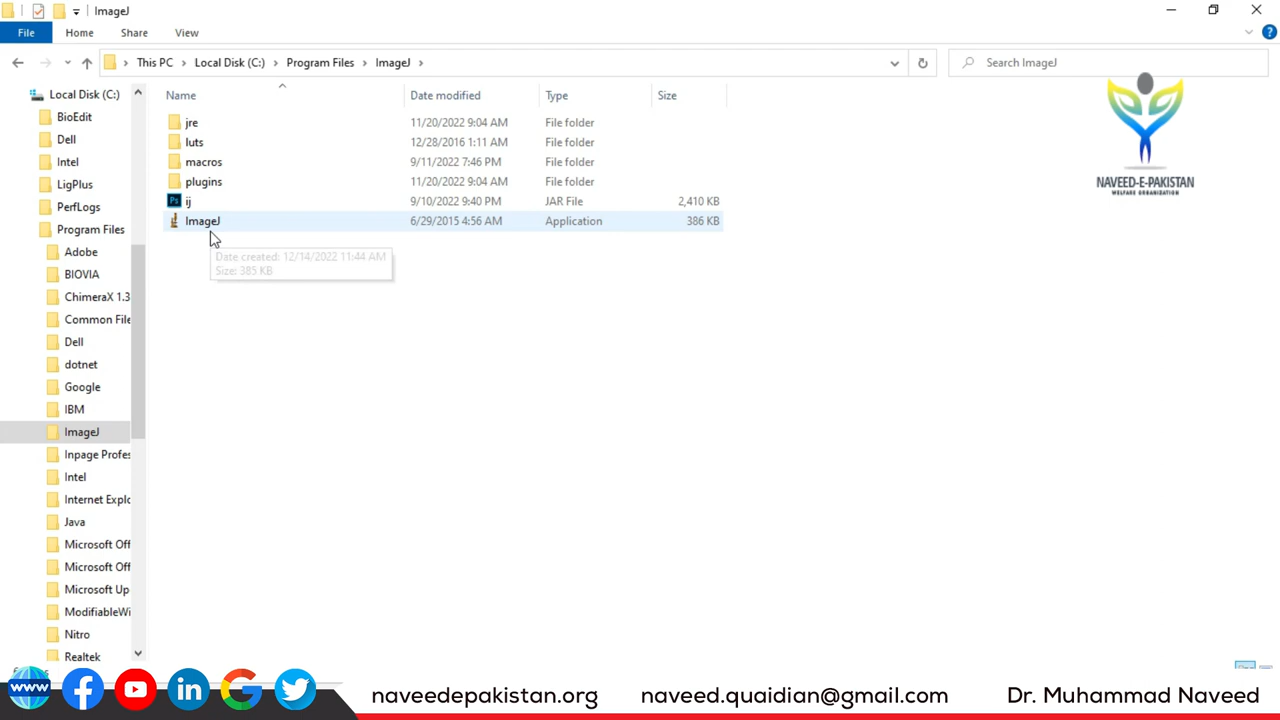 ImageJ
File Home Share View
This PC Local Disk (C:) Program Files ImageJ
Search ImageJ
Local Disk (C:)
BioEdit
Dell
Intel
LigPlus
PerfLogs
Program Files
Adobe
BIOVIA
ChimeraX 1.3
Common File
Dell
dotnet
Google
IBM
ImageJ
Inpage Profes
Intel
Internet Explo
Java
Microsoft Off
Microsoft Off
Microsoft Up
ModifiableWi
Nitro
Realtek
Name Date modified Type Size
jre 11/20/2022 9:04 AM File folder
luts 12/28/2016 1:11 AM File folder
macros 9/11/2022 7:46 PM File folder
plugins 11/20/2022 9:04 AM File folder
Ps ij 9/10/2022 9:40 PM JAR File 2,410 KB
ImageJ 6/29/2015 4:56 AM Application 386 KB
Date created: 12/14/2022 11:44 AM
Size: 385 KB
NAVEED-E-PAKISTAN
WELFARE ORGANIZATION
www
naveedepakistan.org naveed.quaidian@gmail.com Dr. Muhammad Naveed